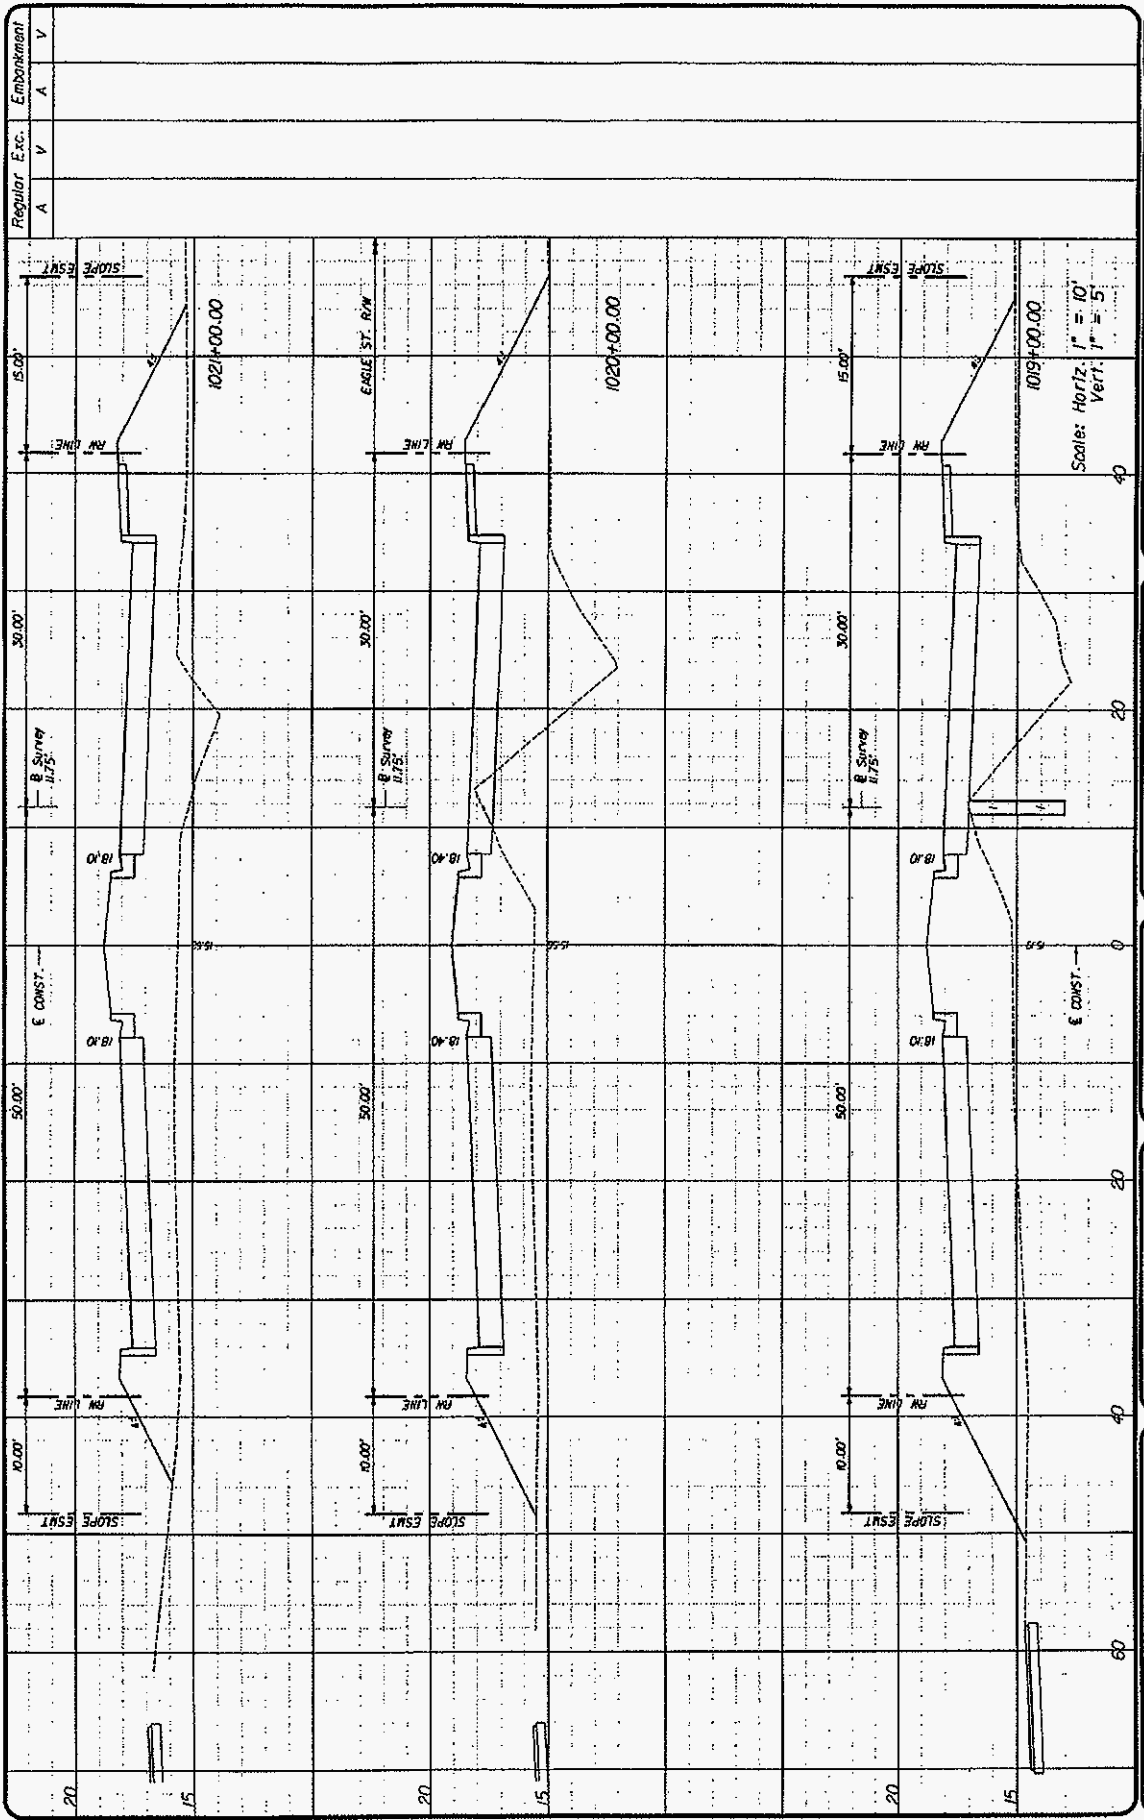 Regular Exc. Embankment
A V A V
SLOPE ESMT
15.00'
RW LINE
30.00'
℄ Survey
11.75'
18.10
℄ CONST.
18.10
50.00'
RW LINE
10.00'
SLOPE ESMT
1021+00.00
20
15
EAGLE ST. R/W
RW LINE
30.00'
Survey
11.75'
18.40
18.40
50.00'
RW LINE
10.00'
SLOPE ESMT
1020+00.00
20
15
SLOPE ESMT
15.00'
RW LINE
30.00'
Survey
11.75'
18.10
18.10
50.00'
RW LINE
10.00'
SLOPE ESMT
1019+00.00
℄ CONST.
20
15
Scale: Horiz. 1" = 10'
Vert. 1" = 5'
60 40 20 0 20 40